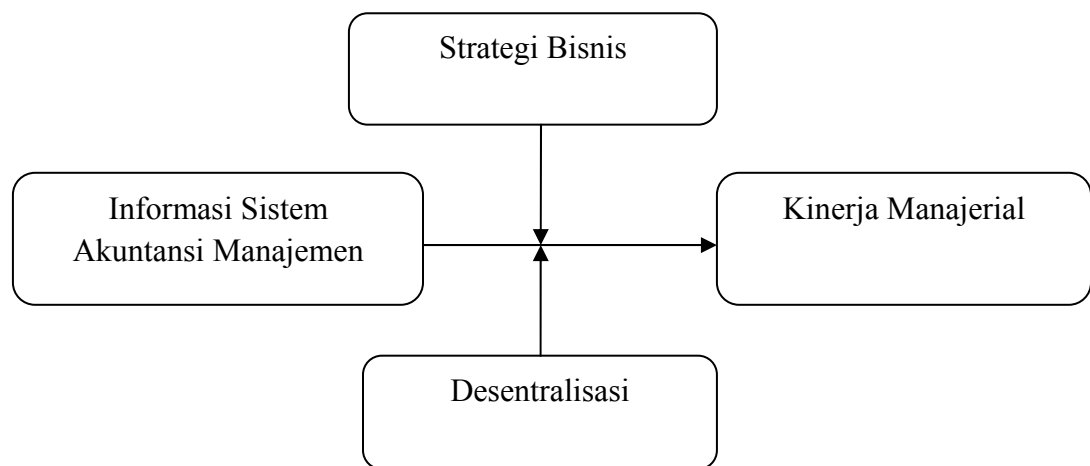 Strategi Bisnis
Informasi Sistem
Akuntansi Manajemen
Kinerja Manajerial
Desentralisasi